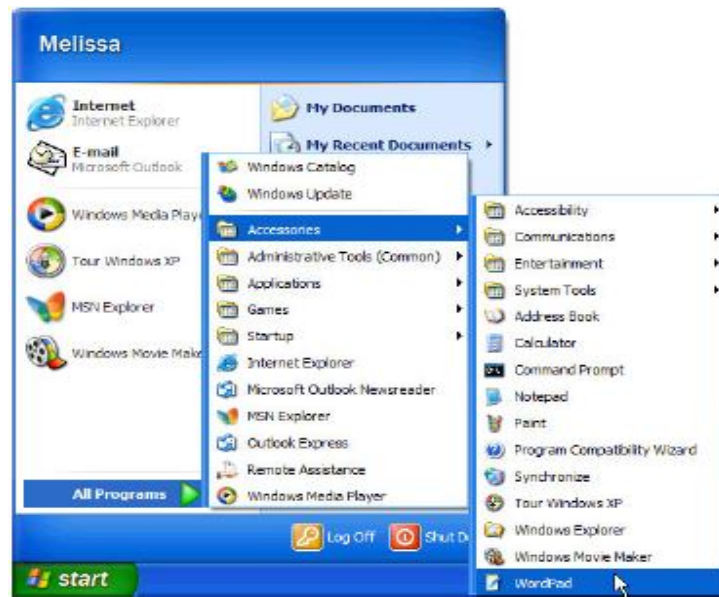 Melissa
Internet
Internet Explorer
E-mail
Microsoft Outlook
Windows Media Playe
Tour Windows XP
MSN Explorer
Windows Movie Make
All Programs
My Documents
My Recent Documents
Windows Catalog
Windows Update
Accessories
Administrative Tools (Common)
Applications
Games
Startup
Internet Explorer
Microsoft Outlook Newsreader
MSN Explorer
Outlook Express
Remote Assistance
Windows Media Player
Accessibility
Communications
Entertainment
System Tools
Address Book
Calculator
Command Prompt
Notepad
Paint
Program Compatibility Wizard
Synchronize
Tour Windows XP
Windows Explorer
Windows Movie Maker
WordPad
Log Off
Shut D
start